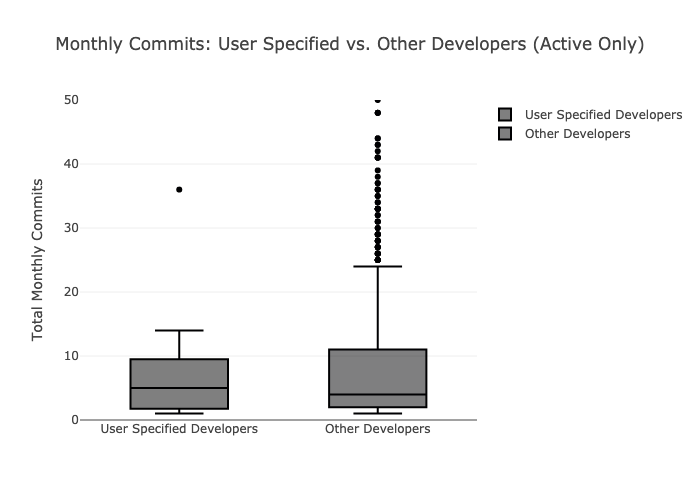 Monthly Commits: User Specified vs. Other Developers (Active Only)
50
40
30
20
10
0
Total Monthly Commits
User Specified Developers
Other Developers
User Specified Developers
Other Developers